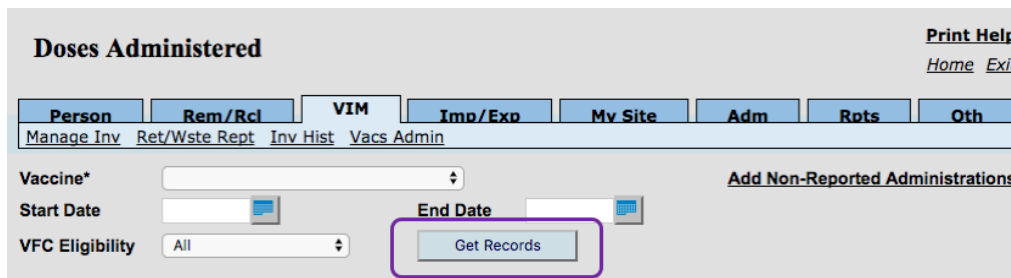 Doses Administered
Print Help
Home Exi
Person Rem/Rcl VIM Imp/Exp My Site Adm Rpts Oth
Manage Inv Ret/Wste Rept Inv Hist Vacs Admin
Vaccine* Add Non-Reported Administrations
Start Date End Date
VFC Eligibility All Get Records